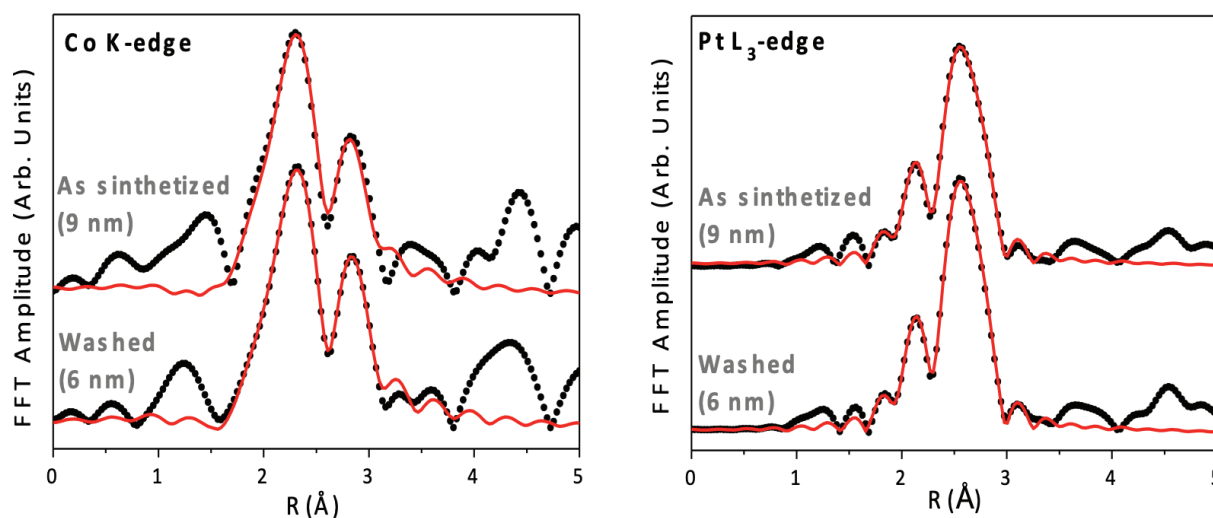 Co K-edge
FFT Amplitude (Arb. Units)
As sinthetized
(9 nm)
Washed
(6 nm)
0 1 2 3 4 5
R (Å)
Pt L3-edge
FFT Amplitude (Arb. Units)
As sinthetized
(9 nm)
Washed
(6 nm)
0 1 2 3 4 5
R (Å)